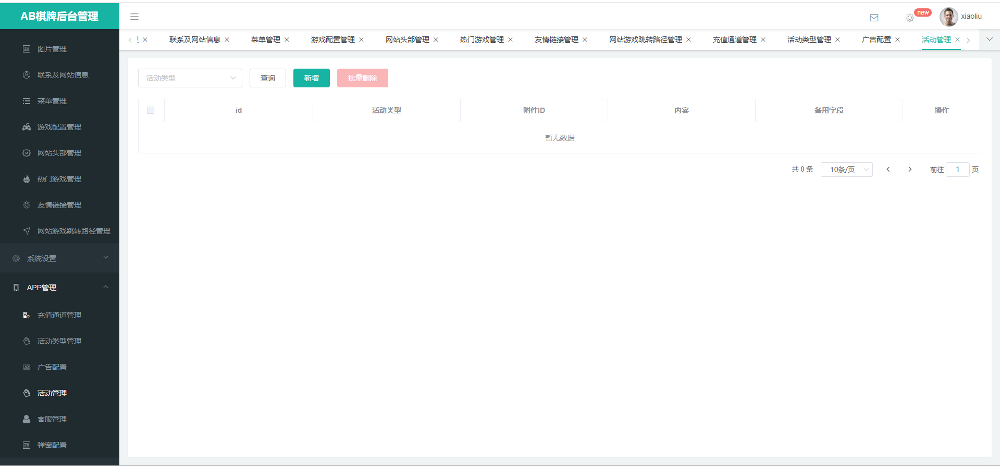 AB棋牌后台管理
new
xiaoliu
联系及网站信息
菜单管理
游戏配置管理
网站头部管理
热门游戏管理
友情链接管理
网站游戏跳转路径管理
充值通道管理
活动类型管理
广告配置
活动管理
图片管理
联系及网站信息
菜单管理
游戏配置管理
网站头部管理
热门游戏管理
友情链接管理
网站游戏跳转路径管理
系统设置
APP管理
充值通道管理
活动类型管理
广告配置
活动管理
客服管理
弹窗配置
活动类型
查询
新增
批量删除
id
活动类型
附件ID
内容
备用字段
操作
暂无数据
共 0 条
10条/页
前往 1 页